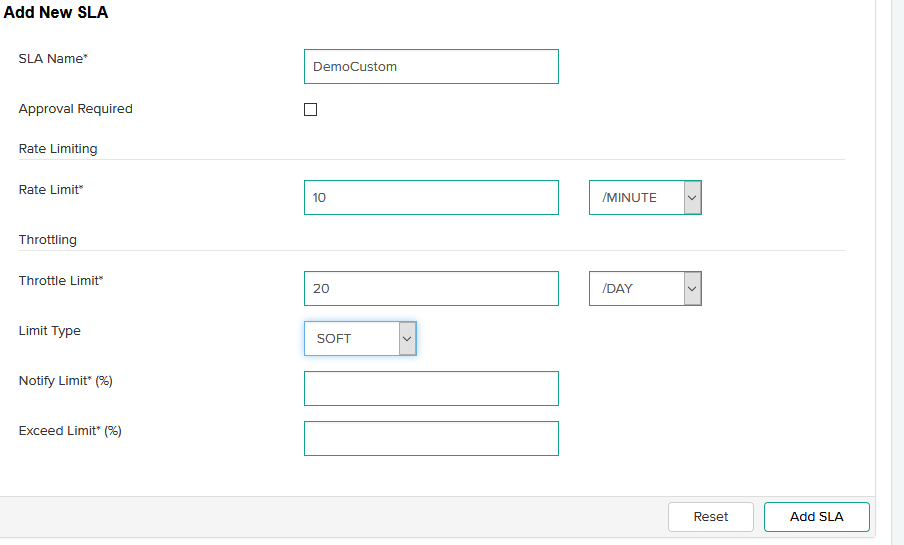 Add New SLA
SLA Name*
DemoCustom
Approval Required
Rate Limiting
Rate Limit*
10
/MINUTE
Throttling
Throttle Limit*
20
/DAY
Limit Type
SOFT
Notify Limit* (%)
Exceed Limit* (%)
Reset
Add SLA